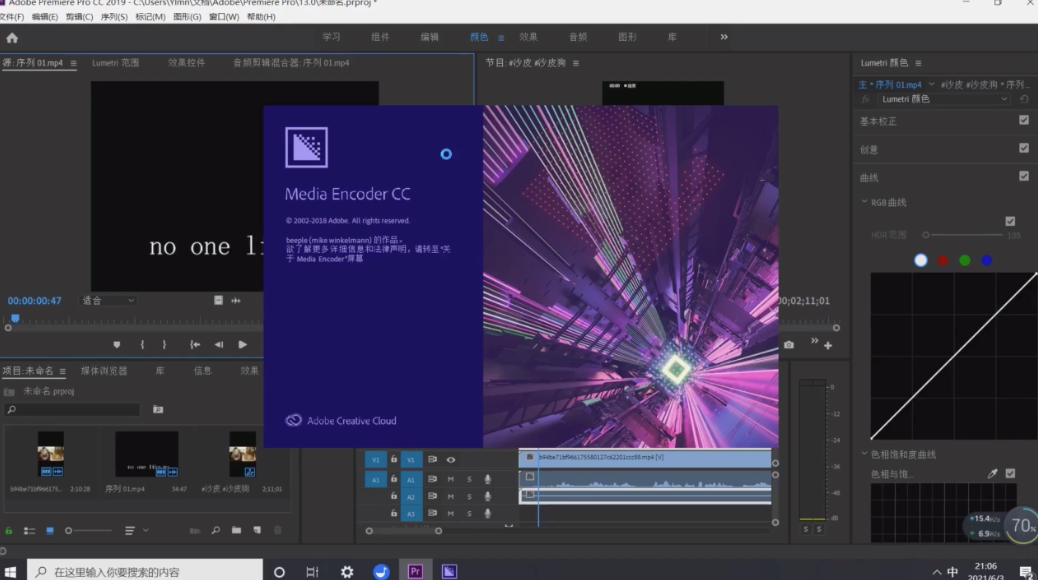 Adobe Premiere Pro CC 2019 - C:\Users\Ylmf\文档\Adobe\Premiere Pro\13.0\未命名.prproj *
文件(F) 编辑(E) 剪辑(C) 序列(S) 标记(M) 图形(G) 窗口(W) 帮助(H)
学习 组件 编辑 颜色 效果 音频 图形 库
源: 序列 01.mp4 Lumetri 范围 效果控件 音频剪辑混合器: 序列 01.mp4
节目: #沙皮 #沙皮狗
Lumetri 颜色
主 * 序列 01.mp4 #沙皮 #沙皮狗 * 序列...
fx Lumetri 颜色
基本校正
创意
曲线
RGB 曲线
HDR 范围 100
色相饱和度曲线
色相与饱...
no one li
00:00:00:47 适合
00;02;11;01
Media Encoder CC
© 2002-2018 Adobe. All rights reserved.
beeple (mike winkelmann) 的作品。
欲了解更多详细信息和法律声明，请转至"关
于 Media Encoder"屏幕
Adobe Creative Cloud
项目: 未命名 媒体浏览器 库 信息 效果
未命名.prproj
no one like m
序列 01.mp4 54:47
2:10:28
#沙皮 #沙皮狗 2;11;01
V1 V1
A1 A1 M S
A2 M S
A3 M S
0
-12
-24
-36
-48
dB
S S
+15.4K/s
6.9K/s
70%
在这里输入你要搜索的内容
Pr
中
21:06
2021/6/3